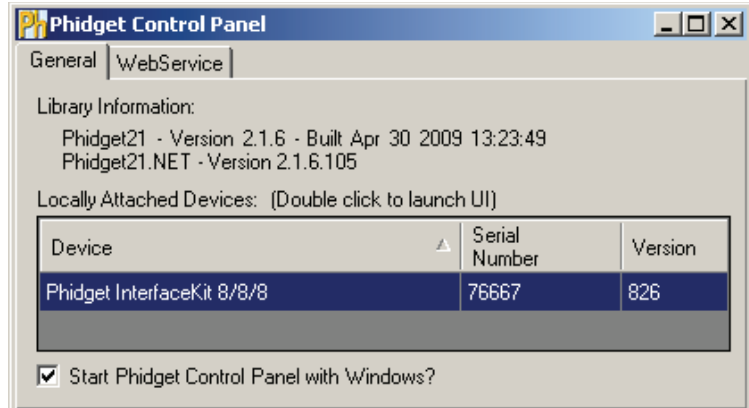 Ph Phidget Control Panel
General WebService
Library Information:
Phidget21 - Version 2.1.6 - Built Apr 30 2009 13:23:49
Phidget21.NET - Version 2.1.6.105
Locally Attached Devices: (Double click to launch UI)
Device Serial Number Version
Phidget InterfaceKit 8/8/8 76667 826
Start Phidget Control Panel with Windows?